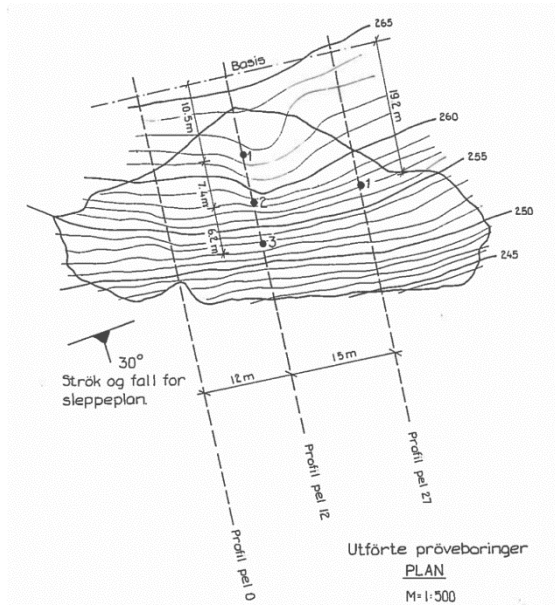 265
Basis
10.5m
19.2 m
260
1
7.4m
1
255
2
6.2 m
3
250
245
30°
Strök og fall for
sleppeplan.
12m
15m
Profil pel 0
Profil pel 12
Profil pel 27
Utförte pröveboringer
PLAN
M=1:500